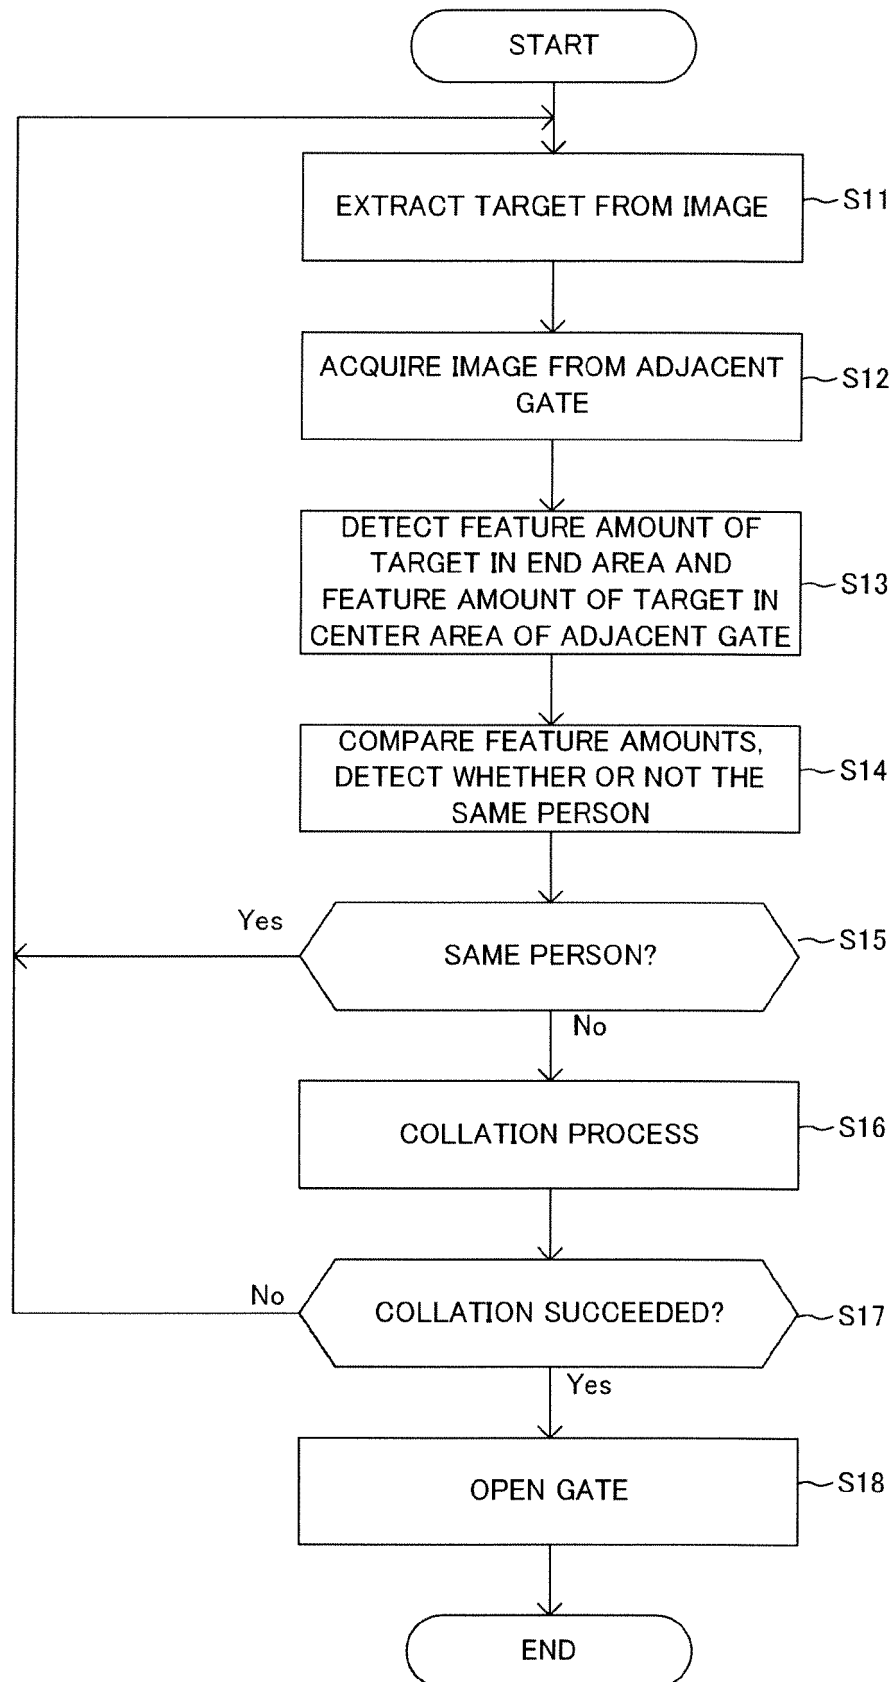 START
EXTRACT TARGET FROM IMAGE
S11
ACQUIRE IMAGE FROM ADJACENT
GATE
S12
DETECT FEATURE AMOUNT OF
TARGET IN END AREA AND
FEATURE AMOUNT OF TARGET IN
CENTER AREA OF ADJACENT GATE
S13
COMPARE FEATURE AMOUNTS,
DETECT WHETHER OR NOT THE
SAME PERSON
S14
Yes
SAME PERSON?
S15
No
COLLATION PROCESS
S16
No
COLLATION SUCCEEDED?
S17
Yes
OPEN GATE
S18
END